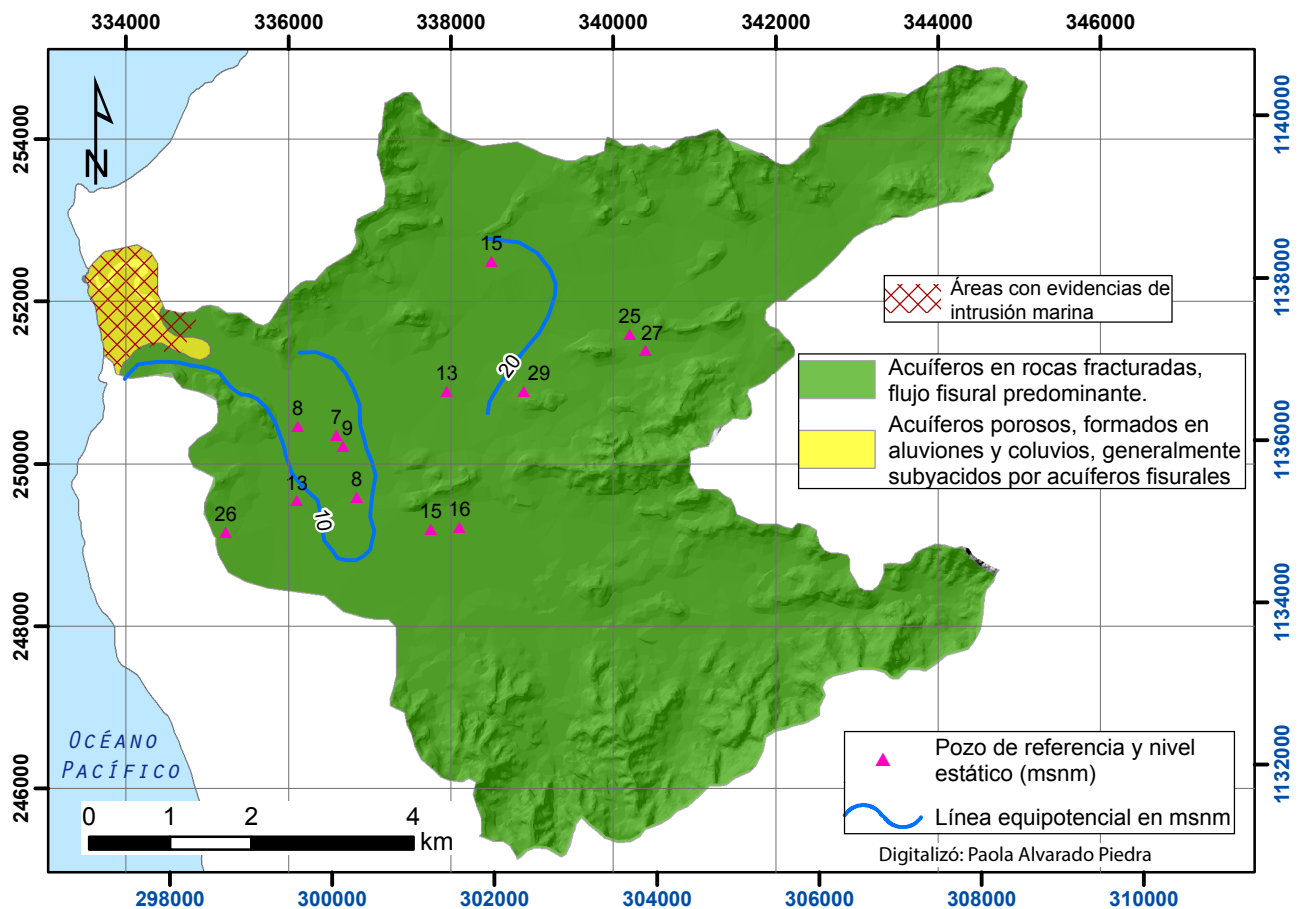 334000 336000 338000 340000 342000 344000 346000
254000
252000
250000
248000
246000
1140000
1138000
1136000
1134000
1132000
N
15
25
27
13
29
20
8
7
9
13
8
26
10
15
16
Áreas con evidencias de
intrusión marina
Acuíferos en rocas fracturadas,
flujo fisural predominante.
Acuíferos porosos, formados en
aluviones y coluvios, generalmente
subyacidos por acuíferos fisurales
OCÉANO
PACÍFICO
Pozo de referencia y nivel
estático (msnm)
Línea equipotencial en msnm
Digitalizó: Paola Alvarado Piedra
0 1 2 4
km
298000 300000 302000 304000 306000 308000 310000